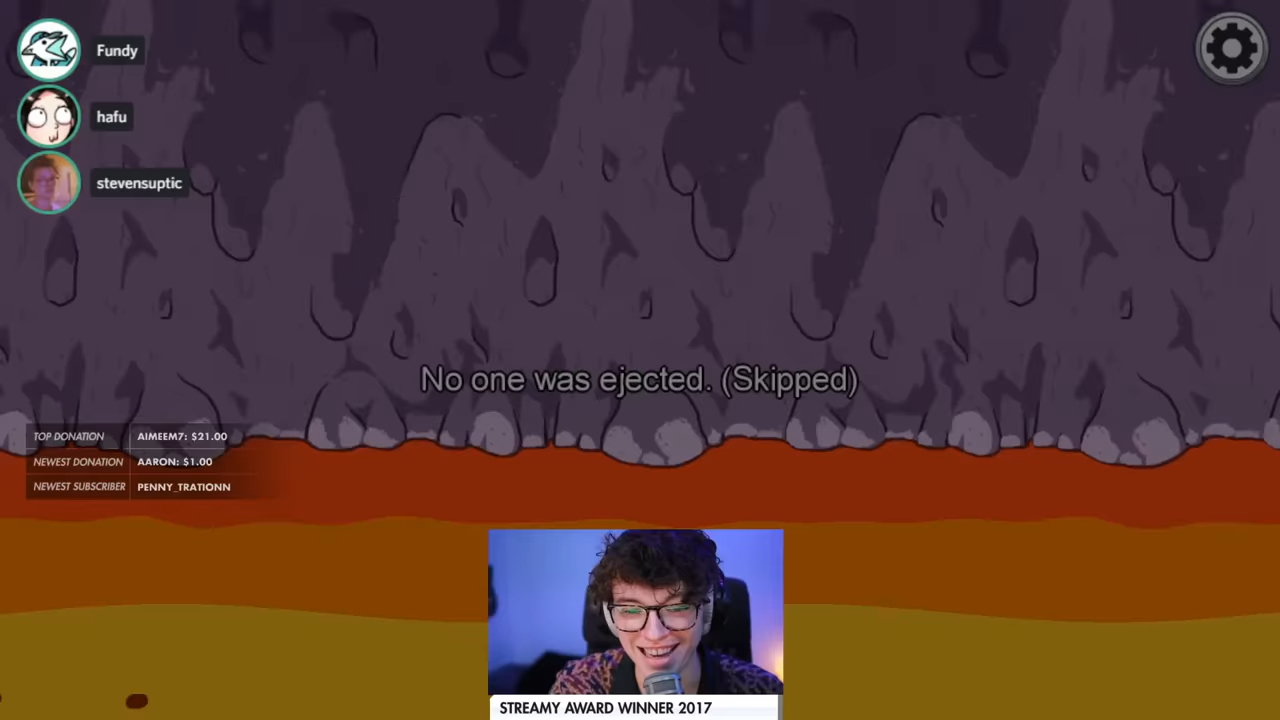 Fundy
hafu
stevensuptic
No one was ejected. (Skipped)
TOP DONATION AIMEEM7: $21.00
NEWEST DONATION AARON: $1.00
NEWEST SUBSCRIBER PENNY_TRATIONN
STREAMY AWARD WINNER 2017